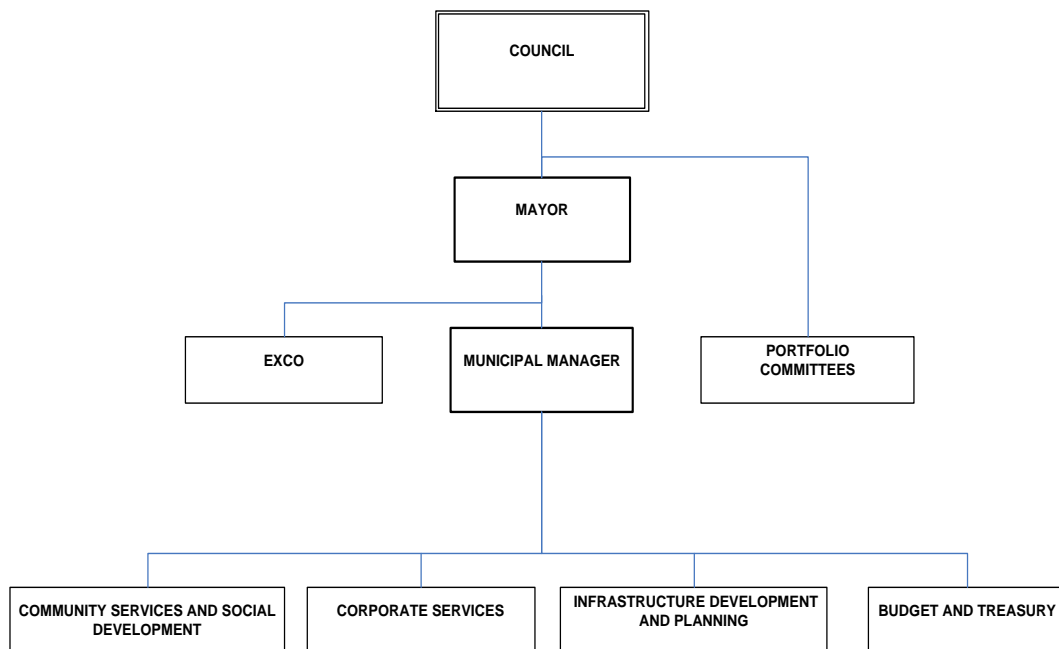 COUNCIL
MAYOR
EXCO
MUNICIPAL MANAGER
PORTFOLIO
COMMITTEES
COMMUNITY SERVICES AND SOCIAL
DEVELOPMENT
CORPORATE SERVICES
INFRASTRUCTURE DEVELOPMENT
AND PLANNING
BUDGET AND TREASURY